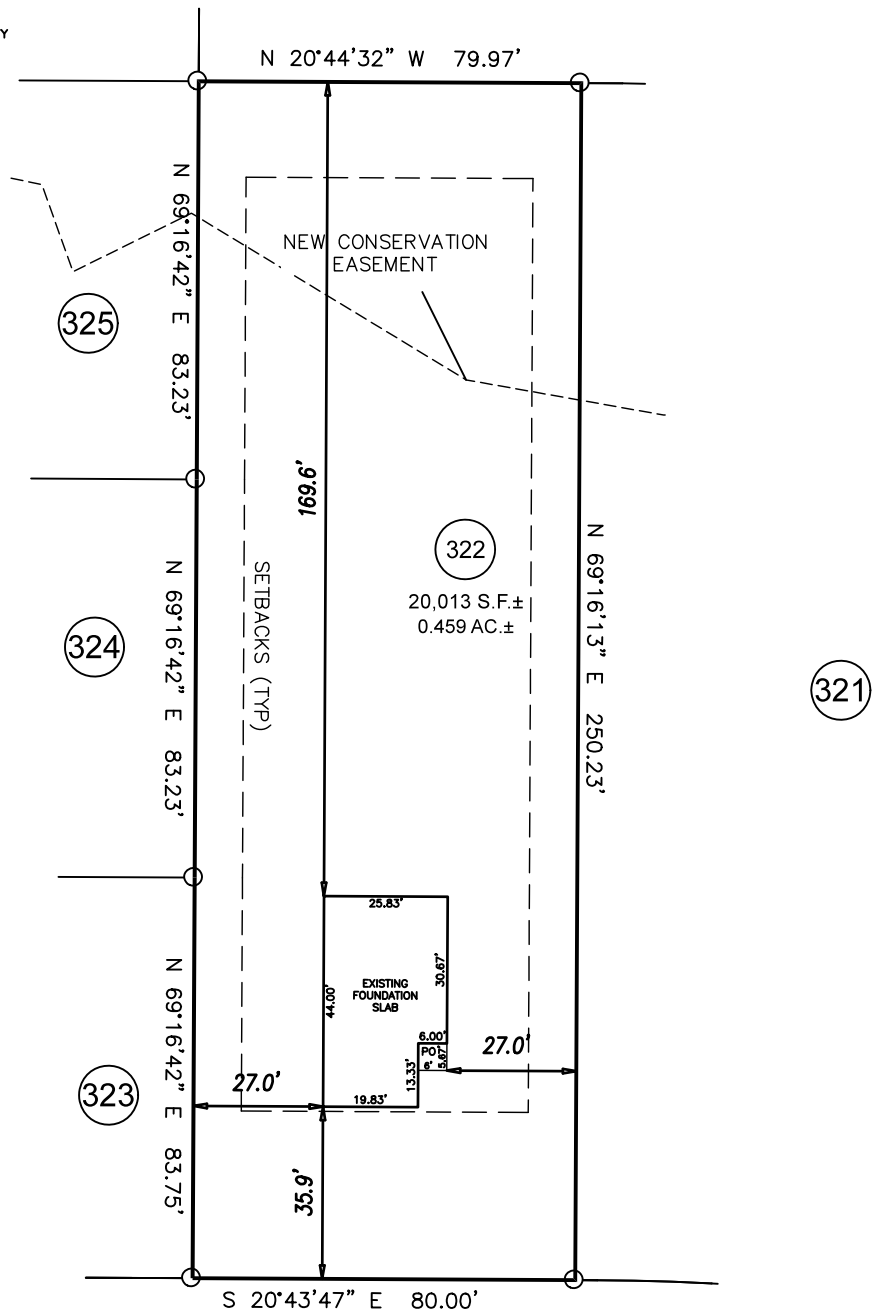 Y
N 20°44'32" W 79.97'
N 69°16'42" E 83.23'
NEW CONSERVATION
EASEMENT
325
169.6'
322
20,013 S.F.±
0.459 AC.±
N 69°16'13" E 250.23'
SETBACKS (TYP)
N 69°16'42" E 83.23'
324
321
25.83'
30.67'
EXISTING
FOUNDATION
SLAB
44.00'
6.00'
PO
6'
5.67'
27.0'
13.33'
27.0'
19.83'
N 69°16'42" E 83.75'
323
35.9'
S 20°43'47" E 80.00'